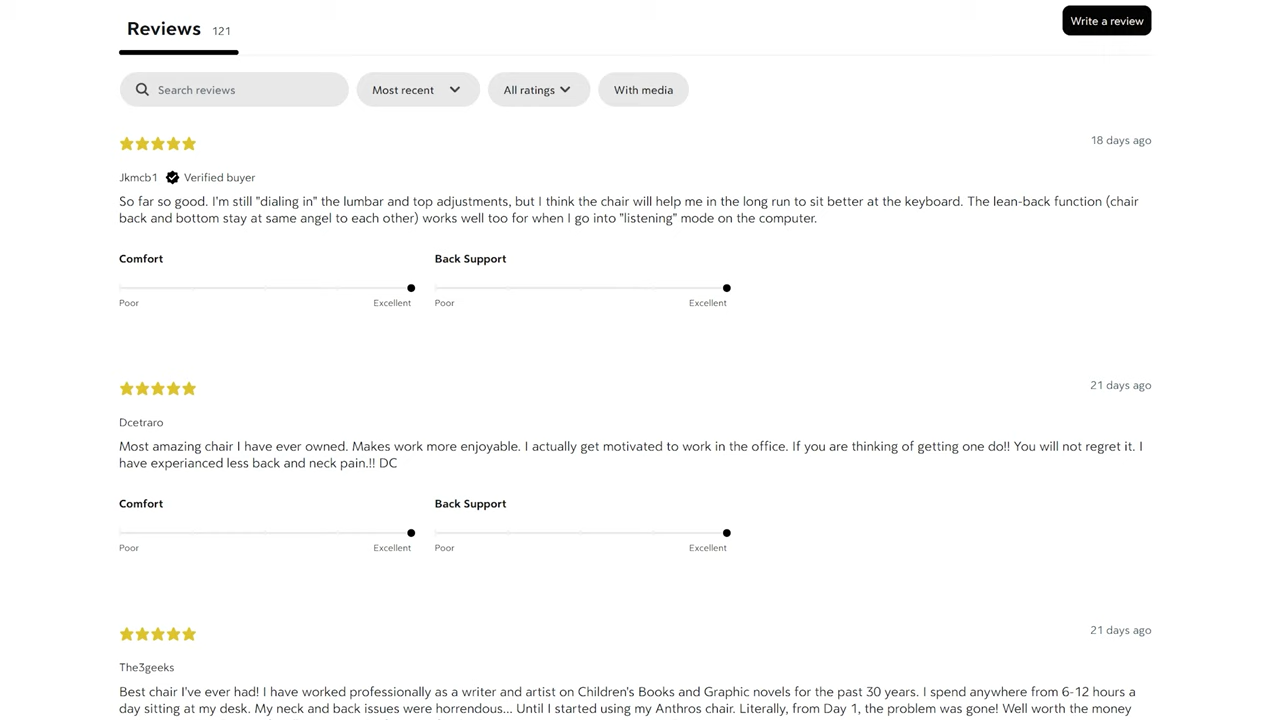 Reviews 121
Write a review
Search reviews
Most recent
All ratings
With media
18 days ago
Jkmcb1 Verified buyer
So far so good. I'm still "dialing in" the lumbar and top adjustments, but I think the chair will help me in the long run to sit better at the keyboard. The lean-back function (chair
back and bottom stay at same angel to each other) works well too for when I go into "listening" mode on the computer.
Comfort Back Support
Poor Excellent Poor Excellent
21 days ago
Dcetraro
Most amazing chair I have ever owned. Makes work more enjoyable. I actually get motivated to work in the office. If you are thinking of getting one do!! You will not regret it. I
have experianced less back and neck pain.!! DC
Comfort Back Support
Poor Excellent Poor Excellent
21 days ago
The3geeks
Best chair I've ever had! I have worked professionally as a writer and artist on Children's Books and Graphic novels for the past 30 years. I spend anywhere from 6-12 hours a
day sitting at my desk. My neck and back issues were horrendous... Until I started using my Anthros chair. Literally, from Day 1, the problem was gone! Well worth the money